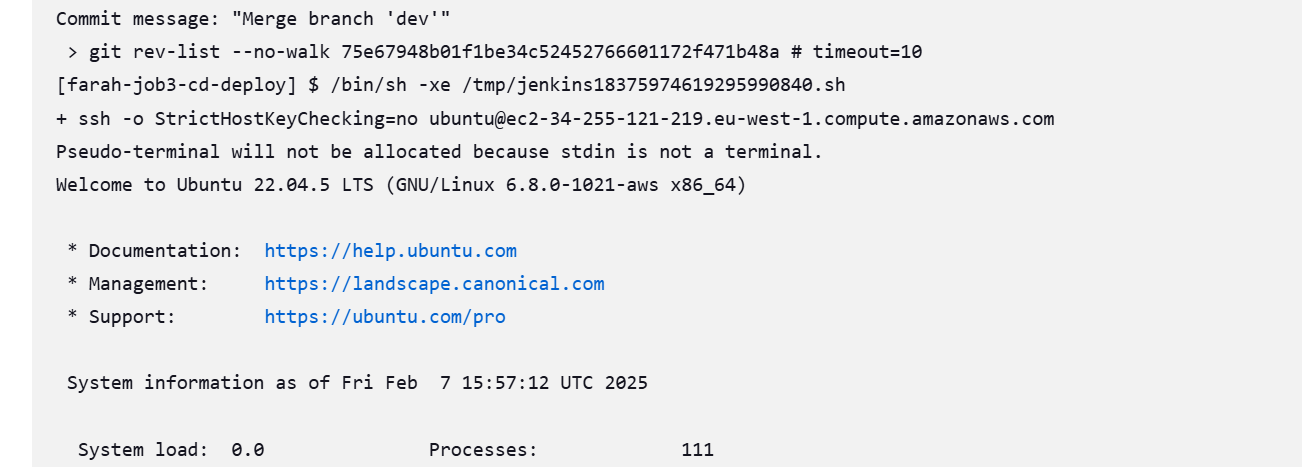 Commit message: "Merge branch 'dev'"
 > git rev-list --no-walk 75e67948b01f1be34c52452766601172f471b48a # timeout=10
[farah-job3-cd-deploy] $ /bin/sh -xe /tmp/jenkins18375974619295990840.sh
+ ssh -o StrictHostKeyChecking=no ubuntu@ec2-34-255-121-219.eu-west-1.compute.amazonaws.com
Pseudo-terminal will not be allocated because stdin is not a terminal.
Welcome to Ubuntu 22.04.5 LTS (GNU/Linux 6.8.0-1021-aws x86_64)

 * Documentation:  https://help.ubuntu.com
 * Management:     https://landscape.canonical.com
 * Support:        https://ubuntu.com/pro

 System information as of Fri Feb  7 15:57:12 UTC 2025

  System load:  0.0               Processes:             111